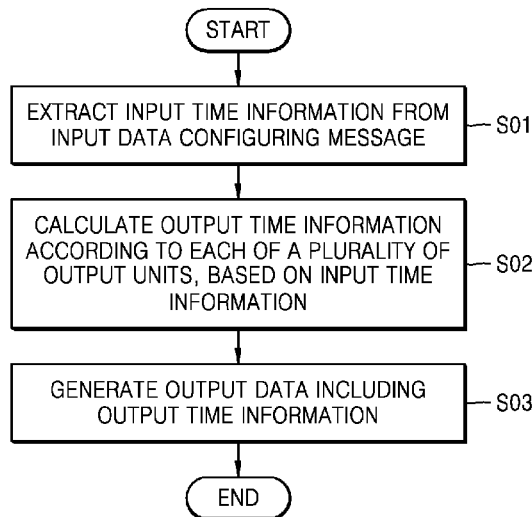 START
EXTRACT INPUT TIME INFORMATION FROM
INPUT DATA CONFIGURING MESSAGE
S01
CALCULATE OUTPUT TIME INFORMATION
ACCORDING TO EACH OF A PLURALITY OF
OUTPUT UNITS, BASED ON INPUT TIME
INFORMATION
S02
GENERATE OUTPUT DATA INCLUDING
OUTPUT TIME INFORMATION
S03
END